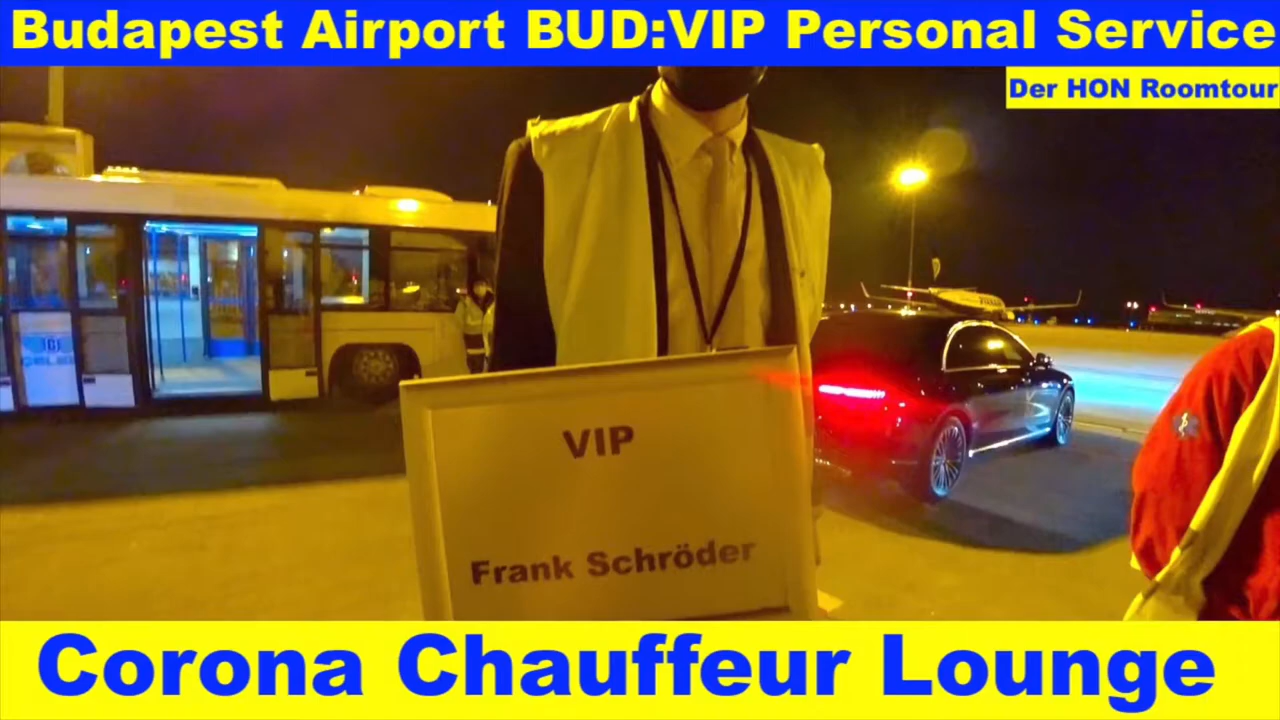 Budapest Airport BUD:VIP Personal Service
Der HON Roomtour
VIP
Frank Schröder
Corona Chauffeur Lounge